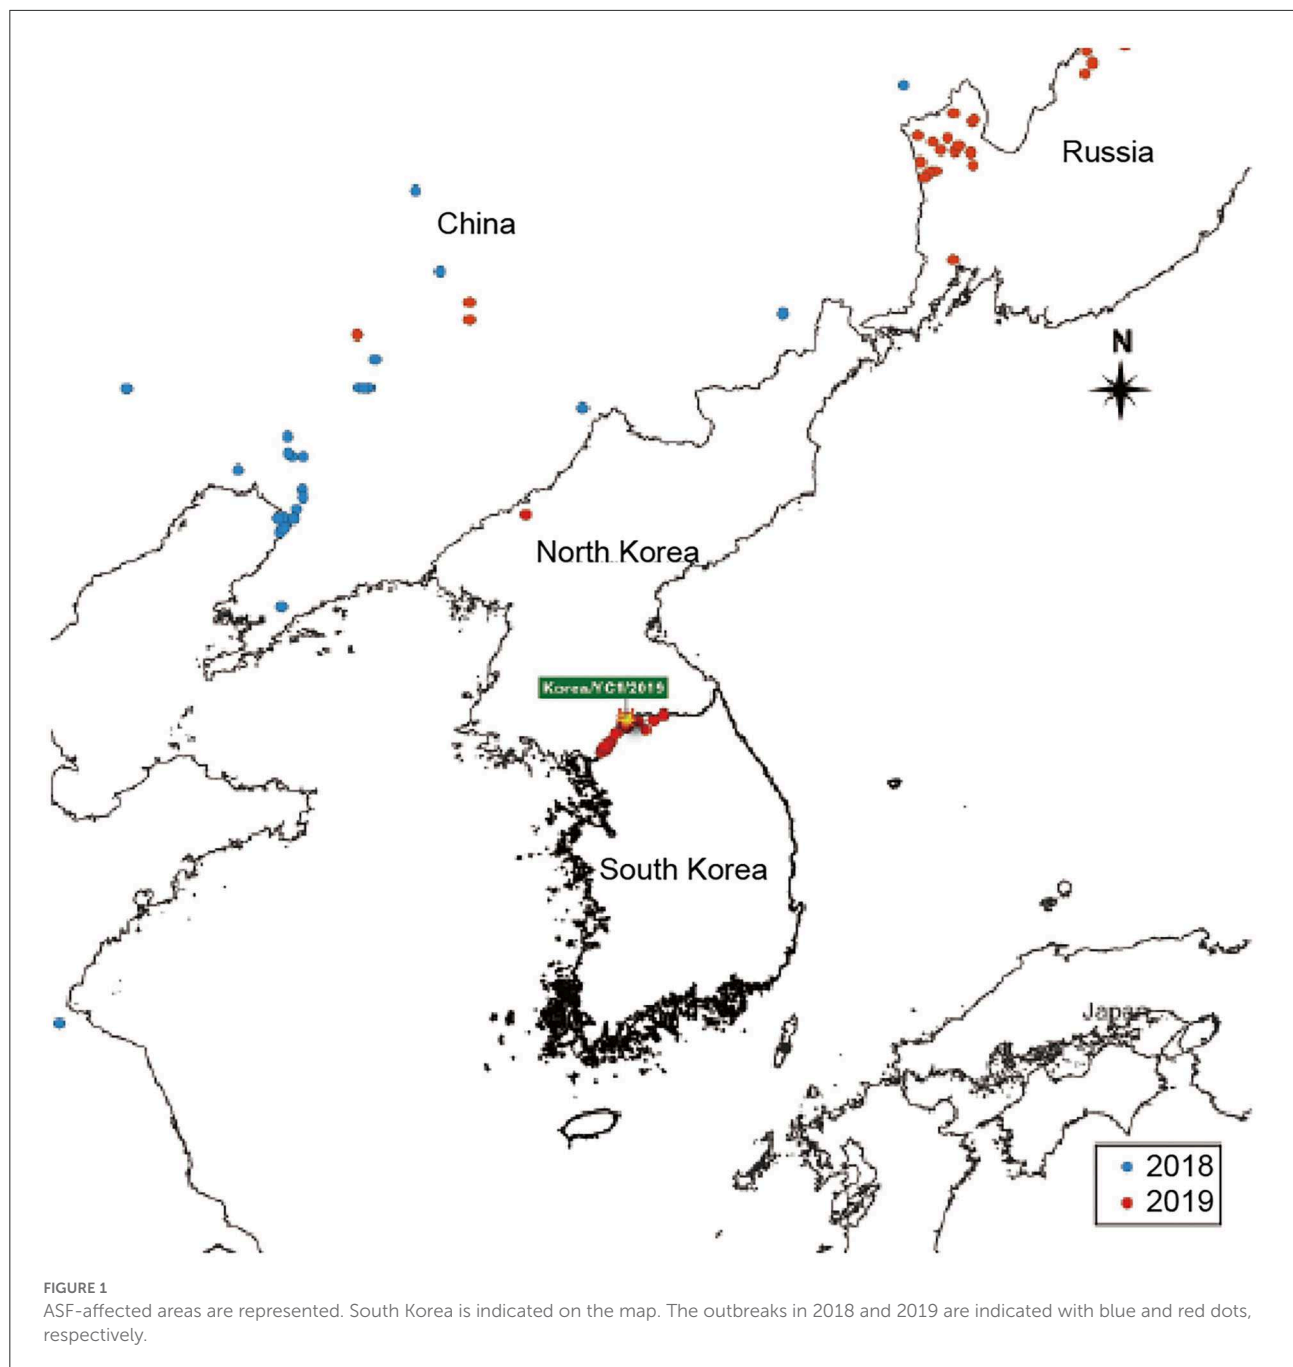 Russia
China
N
North Korea
Korea/YC1/2019
South Korea
Japan
2018
2019
FIGURE 1
ASF-affected areas are represented. South Korea is indicated on the map. The outbreaks in 2018 and 2019 are indicated with blue and red dots,
respectively.